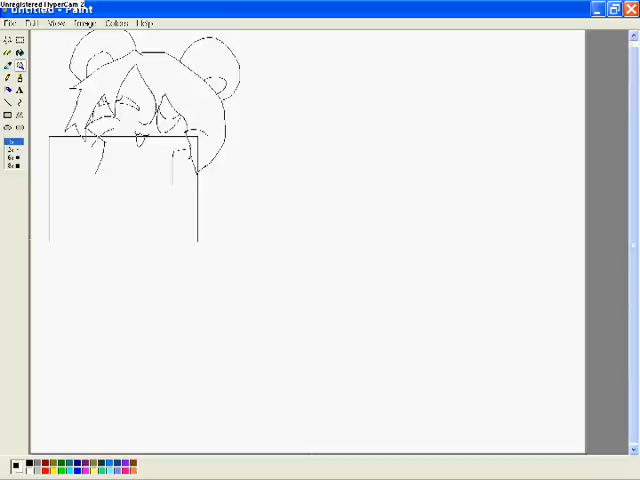 Unregistered HyperCam 2
untitled - Paint
File Edit View Image Colors Help